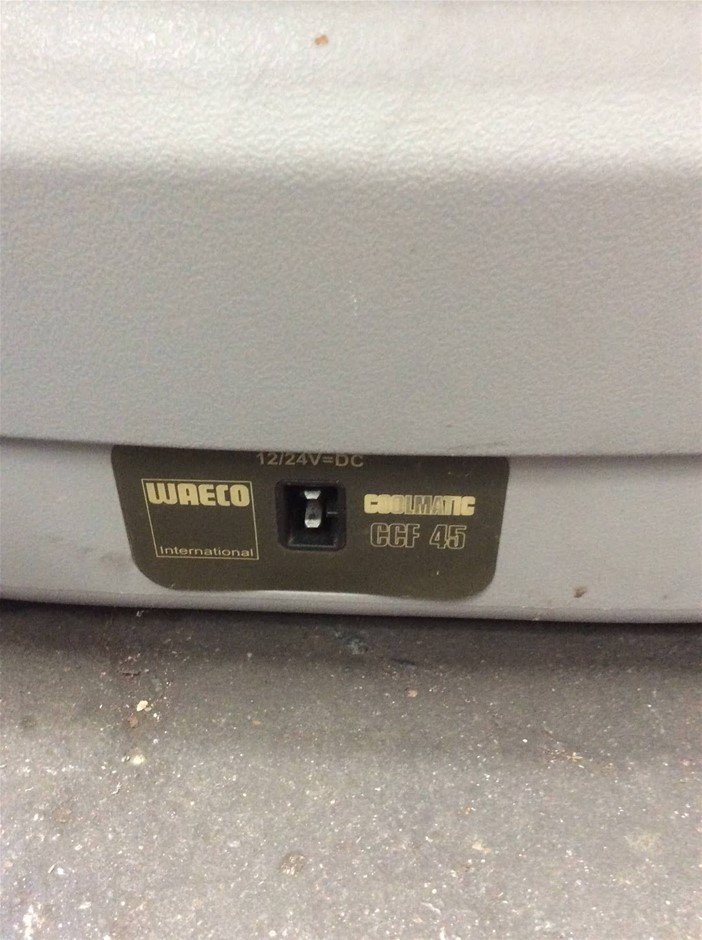 12/24V=DC
WAECO
International
COOLMATIC
CCF 45